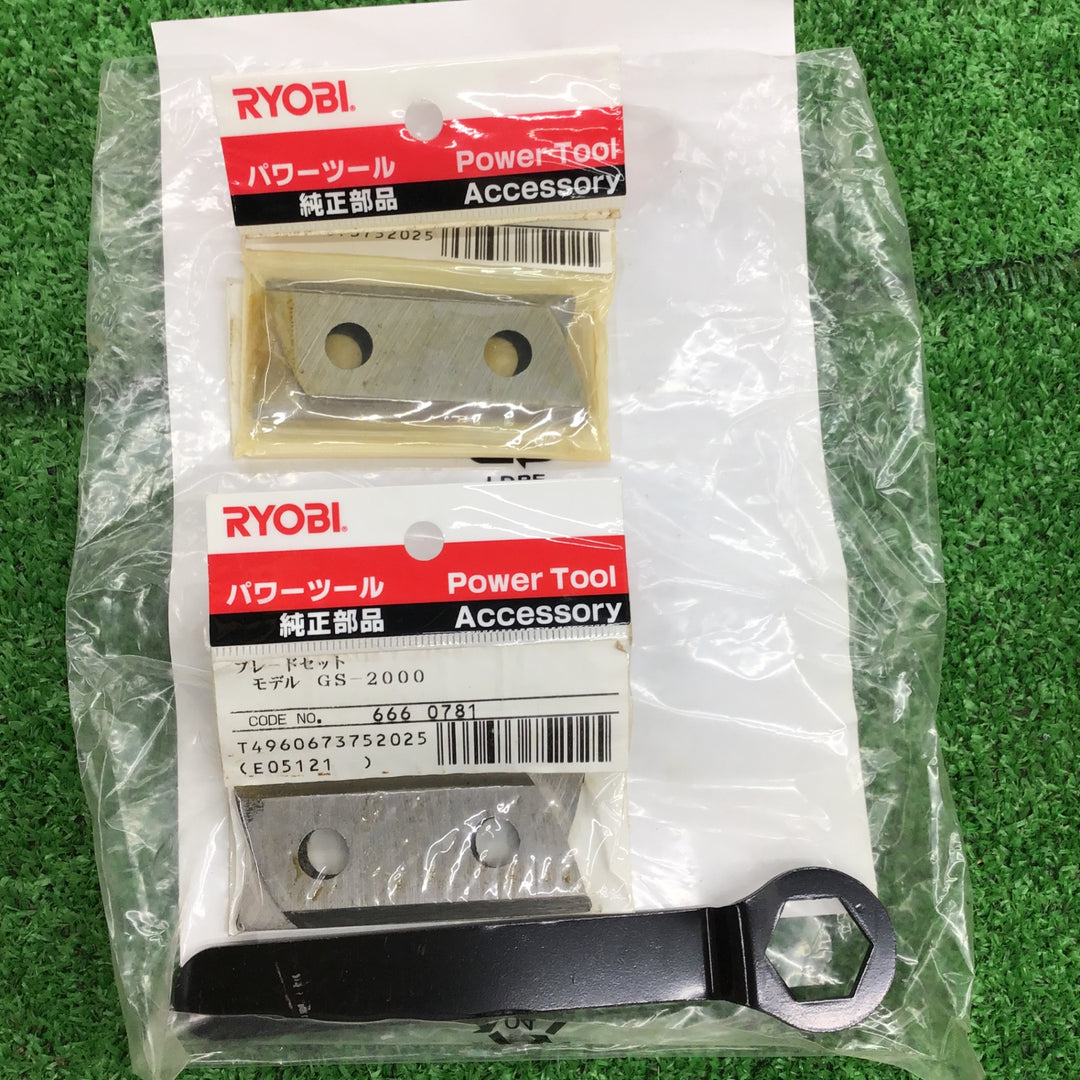 RYOBI®
パワーツール Power Tool
純正部品 Accessory
LDPE
RYOBI®
パワーツール Power Tool
純正部品 Accessory
ブレードセット
モデル GS-2000
CODE NO. 666 0781
T4960673752025
(E05121 )
04